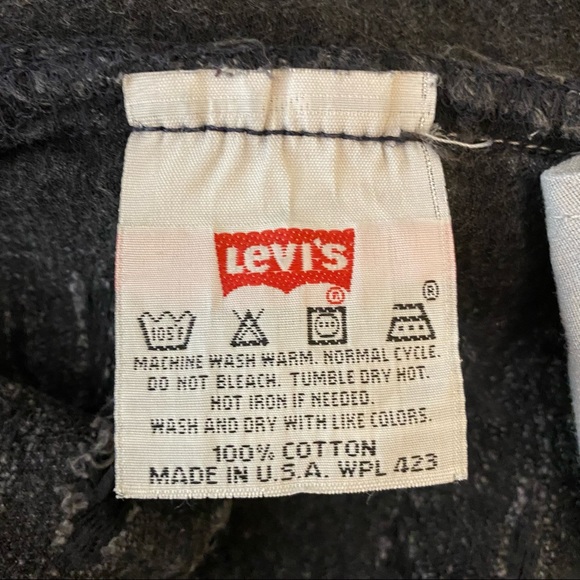 Levi's
®
®
105°F
MACHINE WASH WARM. NORMAL CYCLE.
DO NOT BLEACH. TUMBLE DRY HOT.
HOT IRON IF NEEDED.
WASH AND DRY WITH LIKE COLORS.
100% COTTON
MADE IN U.S.A. WPL 423